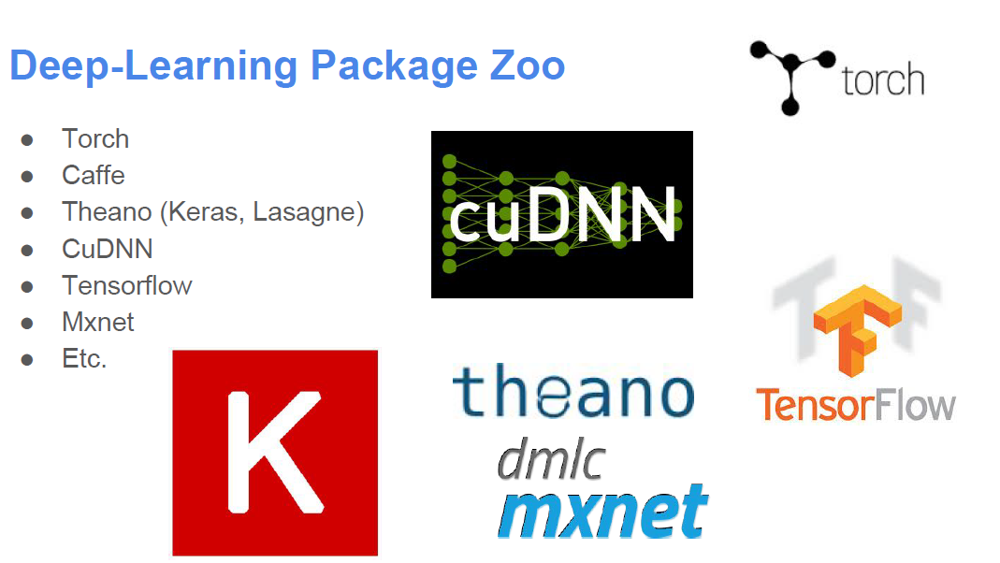 Deep-Learning Package Zoo
torch
● Torch
● Caffe
● Theano (Keras, Lasagne)
● CuDNN
● Tensorflow
● Mxnet
● Etc.
cuDNN
TF
TensorFlow
K
theano
dmlc
mxnet